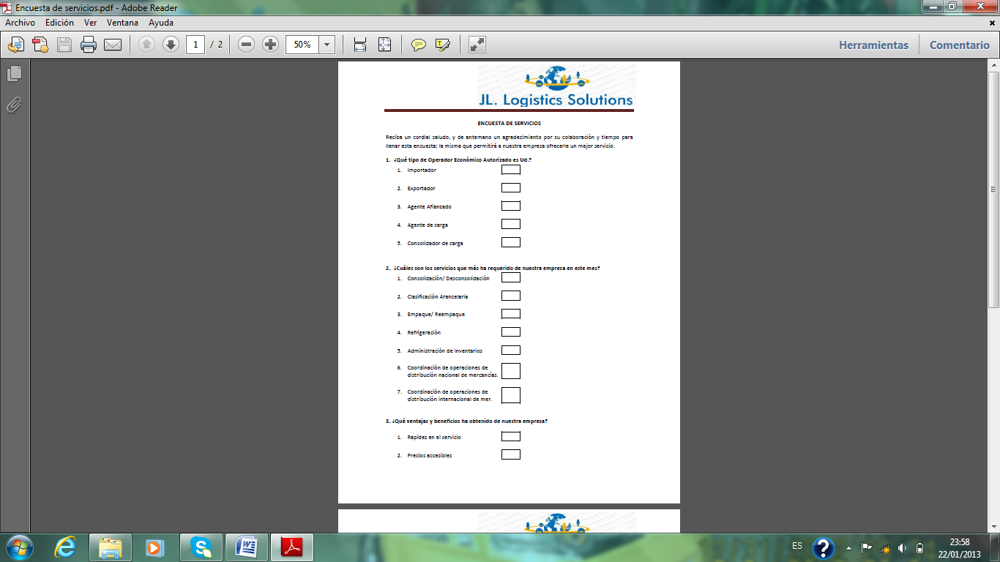 Encuesta de servicios.pdf - Adobe Reader
Archivo Edición Ver Ventana Ayuda
1 / 2 50% Herramientas Comentario
JL. Logistics Solutions
ENCUESTA DE SERVICIOS
Reciba un cordial saludo, y de antemano un agradecimiento por su colaboración y tiempo para
llenar esta encuesta; la misma que permitirá a nuestra empresa ofrecerle un mejor servicio.
1. ¿Qué tipo de Operador Económico Autorizado es Ud.?
1. Importador
2. Exportador
3. Agente Afianzado
4. Agente de carga
5. Consolidador de carga
2. ¿Cuáles son los servicios que más ha requerido de nuestra empresa en este mes?
1. Consolidación/ Desconsolidación
2. Clasificación Arancelaria
3. Empaque/ Reempaque
4. Refrigeración
5. Administración de Inventarios
6. Coordinación de operaciones de
distribución nacional de mercancías.
7. Coordinación de operaciones de
distribución internacional de mer.
3. ¿Qué ventajas y beneficios ha obtenido de nuestra empresa?
1. Rapidez en el servicio
2. Precios accesibles
ES
23:58
22/01/2013